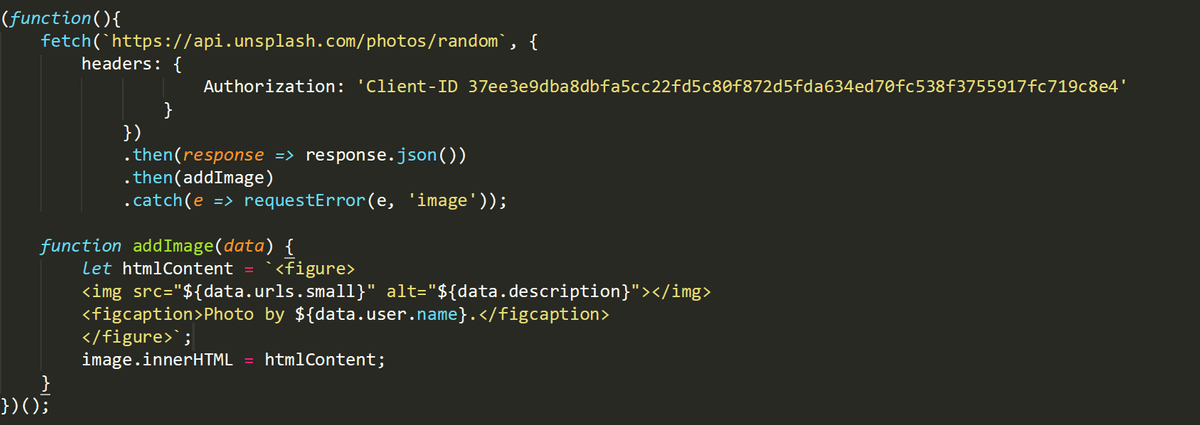 (function(){
    fetch(`https://api.unsplash.com/photos/random`, {
        headers: {
                    Authorization: 'Client-ID 37ee3e9dba8dbfa5cc22fd5c80f872d5fda634ed70fc538f3755917fc719c8e4'
                }
            })
            .then(response => response.json())
            .then(addImage)
            .catch(e => requestError(e, 'image'));

    function addImage(data) {
        let htmlContent = `<figure>
        <img src="${data.urls.small}" alt="${data.description}"></img>
        <figcaption>Photo by ${data.user.name}.</figcaption>
        </figure>`;
        image.innerHTML = htmlContent;
    }
})();